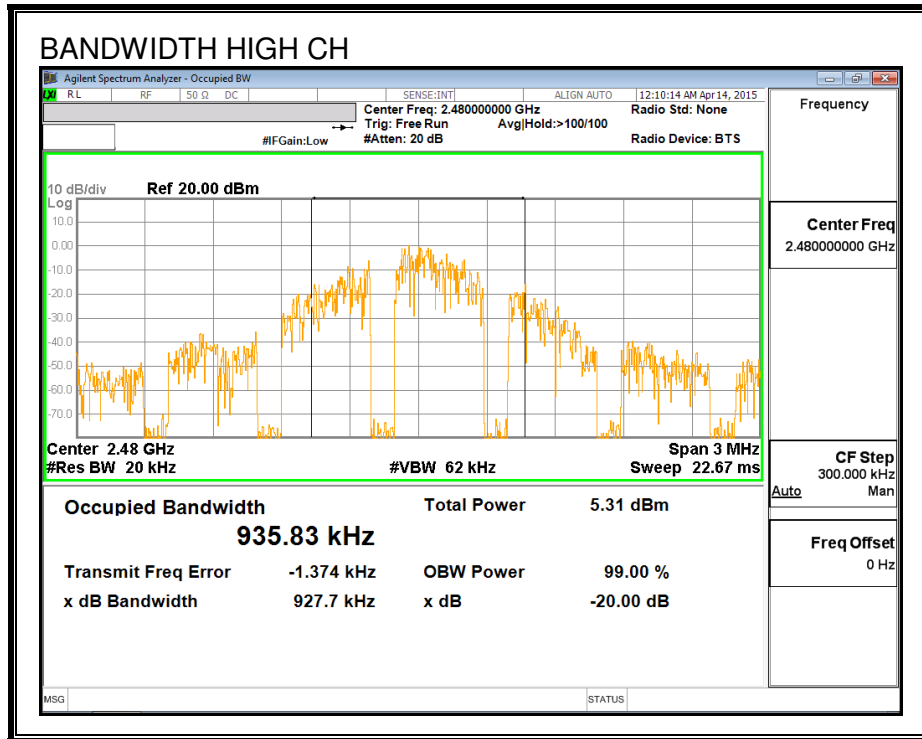 BANDWIDTH HIGH CH
Agilent Spectrum Analyzer - Occupied BW
LXI RL RF 50 Ω DC SENSE:INT ALIGN AUTO 12:10:14 AM Apr 14, 2015
Center Freq: 2.480000000 GHz Radio Std: None
Trig: Free Run Avg|Hold:>100/100
#IFGain:Low #Atten: 20 dB Radio Device: BTS
10 dB/div Ref 20.00 dBm
Log
10.0
0.00
-10.0
-20.0
-30.0
-40.0
-50.0
-60.0
-70.0
Center 2.48 GHz Span 3 MHz
#Res BW 20 kHz #VBW 62 kHz Sweep 22.67 ms
Occupied Bandwidth Total Power 5.31 dBm
935.83 kHz
Transmit Freq Error -1.374 kHz OBW Power 99.00 %
x dB Bandwidth 927.7 kHz x dB -20.00 dB
MSG STATUS
Frequency
Center Freq
2.480000000 GHz
CF Step
300.000 kHz
Auto Man
Freq Offset
0 Hz